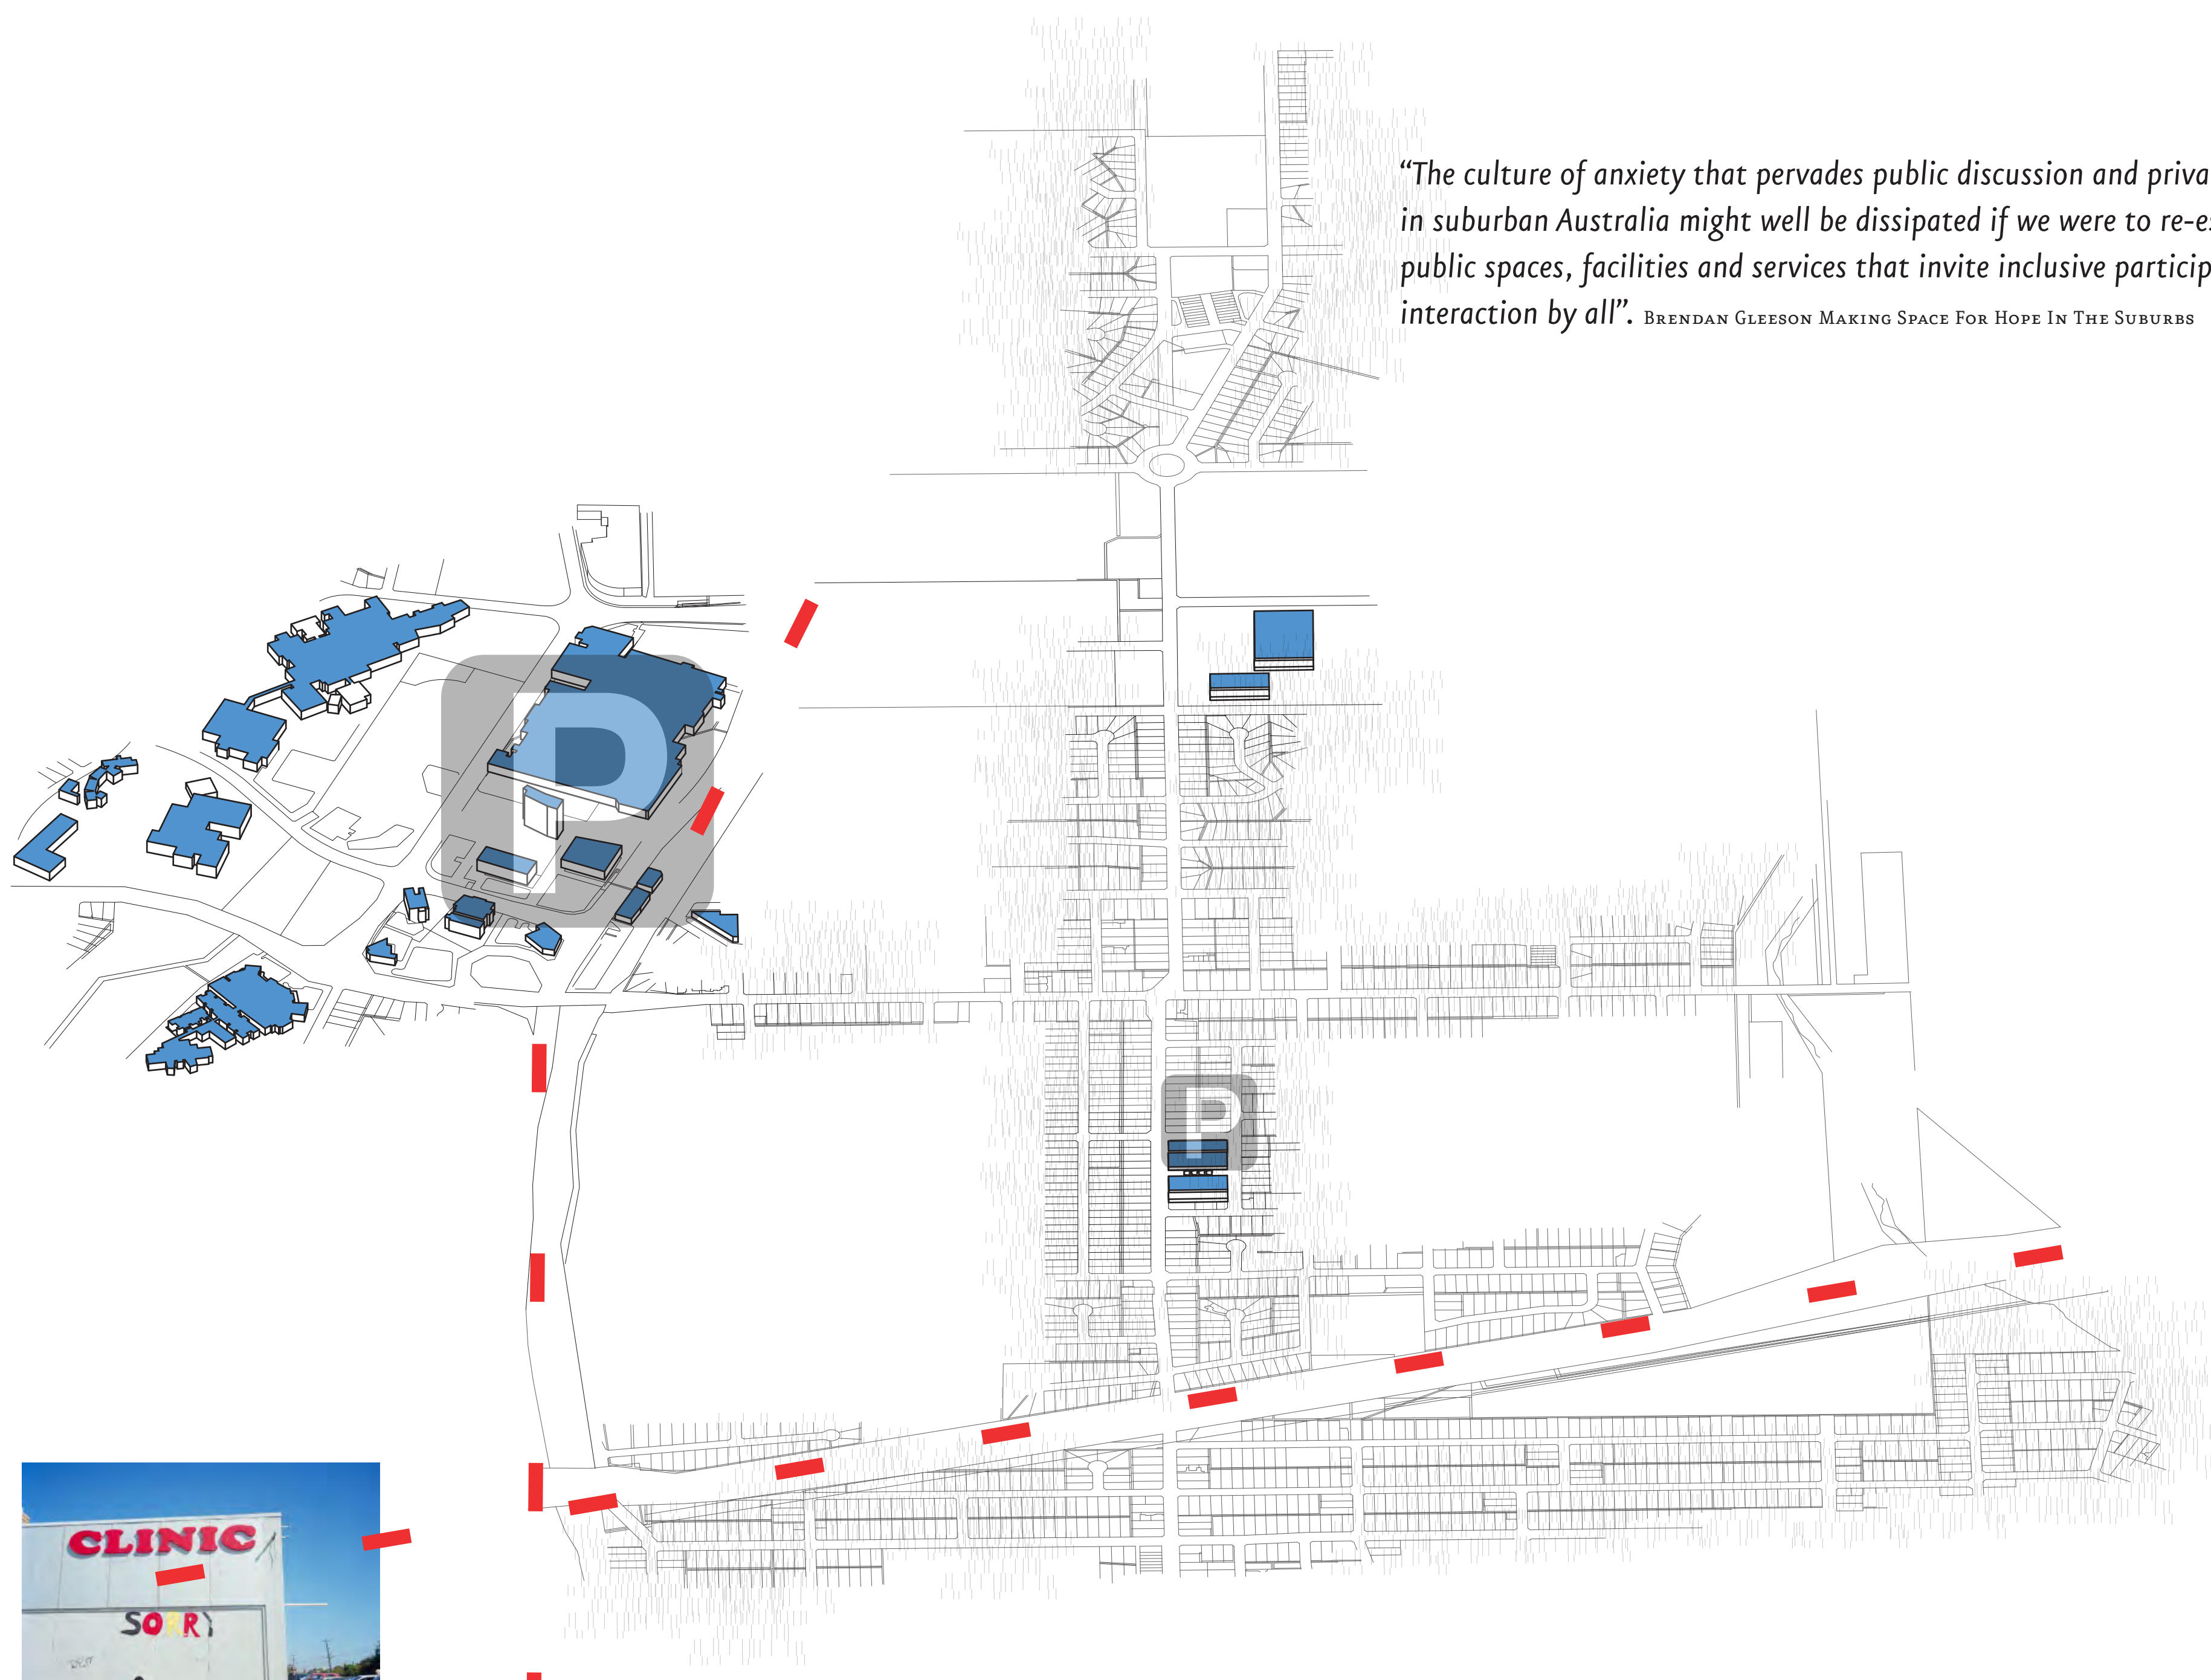 “The culture of anxiety that pervades public discussion and priva
in suburban Australia might well be dissipated if we were to re-es
public spaces, facilities and services that invite inclusive particip
interaction by all”. Brendan Gleeson Making Space For Hope In The Suburbs
P
P
CLINIC
SORRY